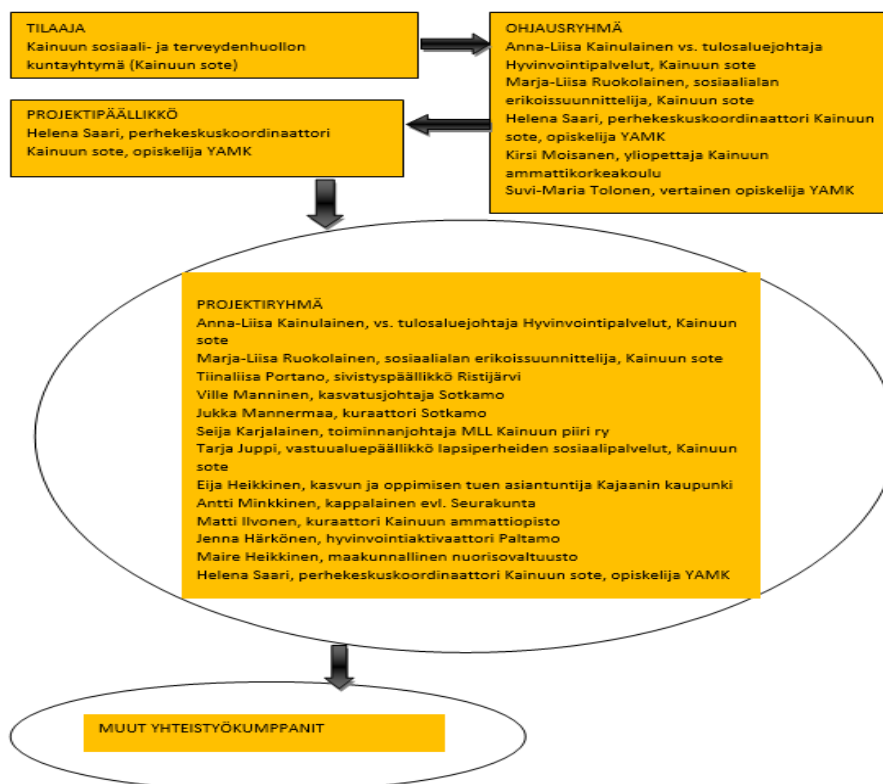 TILAAJA
Kainuun sosiaali- ja terveydenhuollon
kuntayhtymä (Kainuun sote)
OHJAUSRYHMÄ
Anna-Liisa Kainulainen vs. tulosaluejohtaja
Hyvinvointipalvelut, Kainuun sote
Marja-Liisa Ruokolainen, sosiaalialan
erikoissuunnittelija, Kainuun sote
Helena Saari, perhekeskuskoordinaattori Kainuun
sote, opiskelija YAMK
Kirsi Moisanen, yliopettaja Kainuun
ammattikorkeakoulu
Suvi-Maria Tolonen, vertainen opiskelija YAMK
PROJEKTIPÄÄLLIKKÖ
Helena Saari, perhekeskuskoordinaattori
Kainuun sote, opiskelija YAMK
PROJEKTIRYHMÄ
Anna-Liisa Kainulainen, vs. tulosaluejohtaja Hyvinvointipalvelut, Kainuun
sote
Marja-Liisa Ruokolainen, sosiaalialan erikoissuunnittelija, Kainuun sote
Tiinaliisa Portano, sivistyspäällikkö Ristijärvi
Ville Manninen, kasvatusjohtaja Sotkamo
Jukka Mannermaa, kuraattori Sotkamo
Seija Karjalainen, toiminnanjohtaja MLL Kainuun piiri ry
Tarja Juppi, vastuualuepäällikkö lapsiperheiden sosiaalipalvelut, Kainuun
sote
Eija Heikkinen, kasvun ja oppimisen tuen asiantuntija Kajaanin kaupunki
Antti Minkkinen, kappalainen evl. Seurakunta
Matti Ilvonen, kuraattori Kainuun ammattiopisto
Jenna Härkönen, hyvinvointiaktivaattori Paltamo
Maire Heikkinen, maakunnallinen nuorisovaltuusto
Helena Saari, perhekeskuskoordinaattori Kainuun sote, opiskelija YAMK
MUUT YHTEISTYÖKUMPPANIT